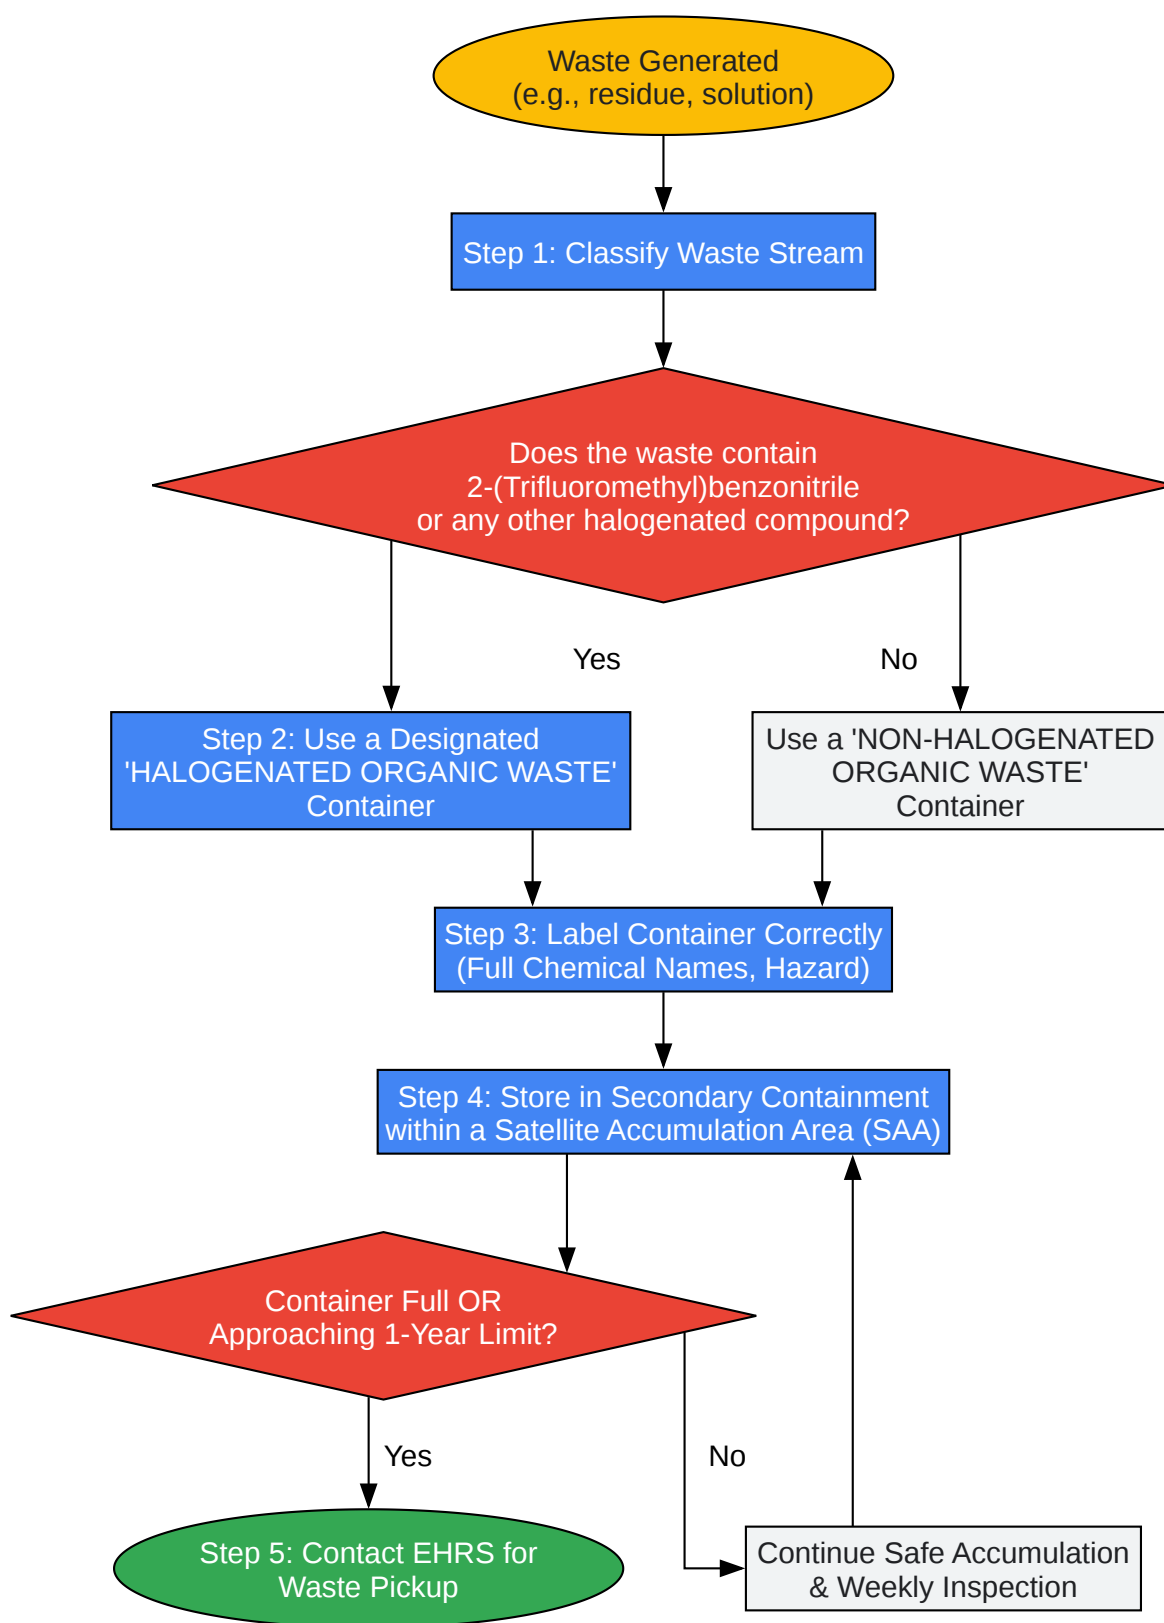 Waste Generated
(e.g., residue, solution)
Step 1: Classify Waste Stream
Does the waste contain
2-(Trifluoromethyl)benzonitrile
or any other halogenated compound?
Yes
No
Step 2: Use a Designated
'HALOGENATED ORGANIC WASTE'
Container
Use a 'NON-HALOGENATED
ORGANIC WASTE'
Container
Step 3: Label Container Correctly
(Full Chemical Names, Hazard)
Step 4: Store in Secondary Containment
within a Satellite Accumulation Area (SAA)
Container Full OR
Approaching 1-Year Limit?
Yes
No
Step 5: Contact EHRS for
Waste Pickup
Continue Safe Accumulation
& Weekly Inspection